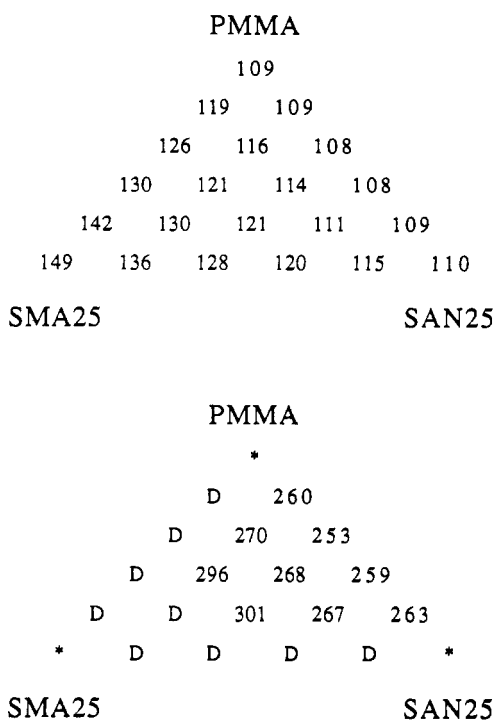 PMMA
109
119 109
126 116 108
130 121 114 108
142 130 121 111 109
149 136 128 120 115 110
SMA25 SAN25
PMMA
*
D 260
D 270 253
D 296 268 259
D D 301 267 263
* D D D D *
SMA25 SAN25